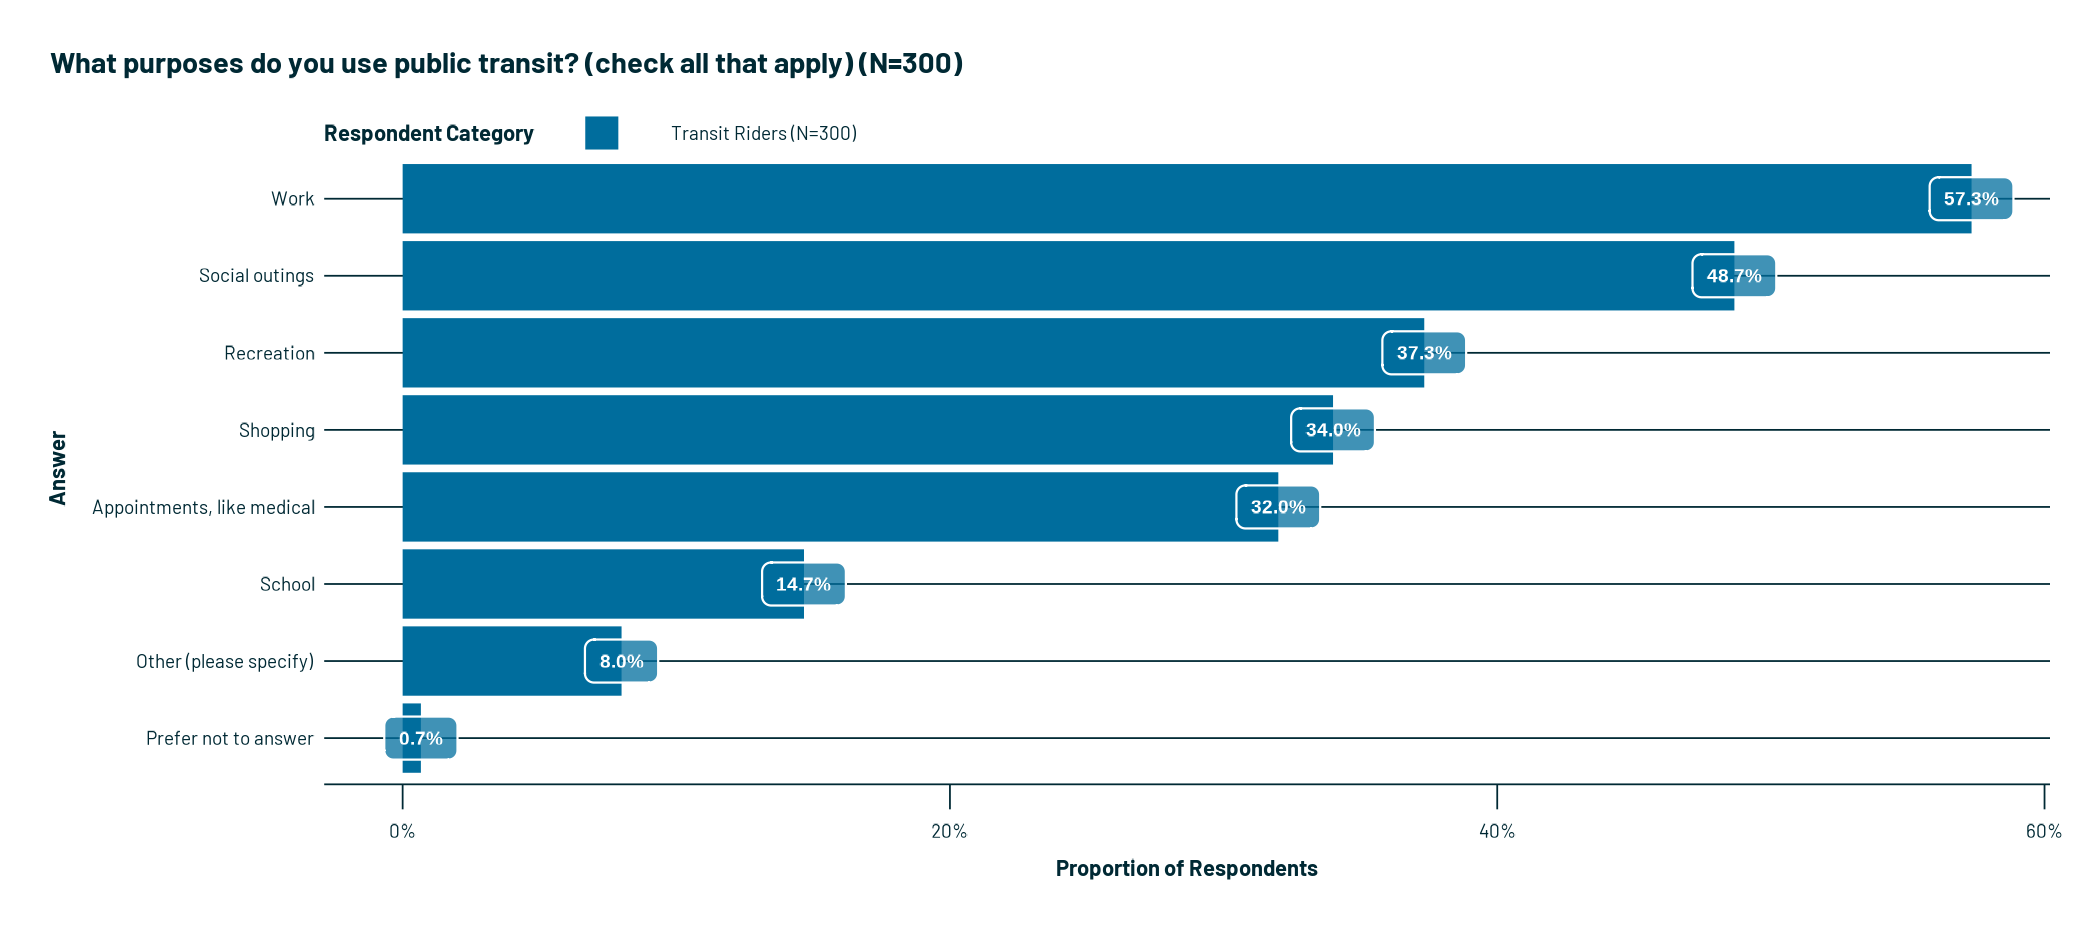 What purposes do you use public transit? (check all that apply) (N=300)
Respondent Category Transit Riders (N=300)
Work 57.3%
Social outings 48.7%
Recreation 37.3%
Shopping 34.0%
Appointments, like medical 32.0%
School 14.7%
Other (please specify) 8.0%
Prefer not to answer 0.7%
Answer
0% 20% 40% 60%
Proportion of Respondents